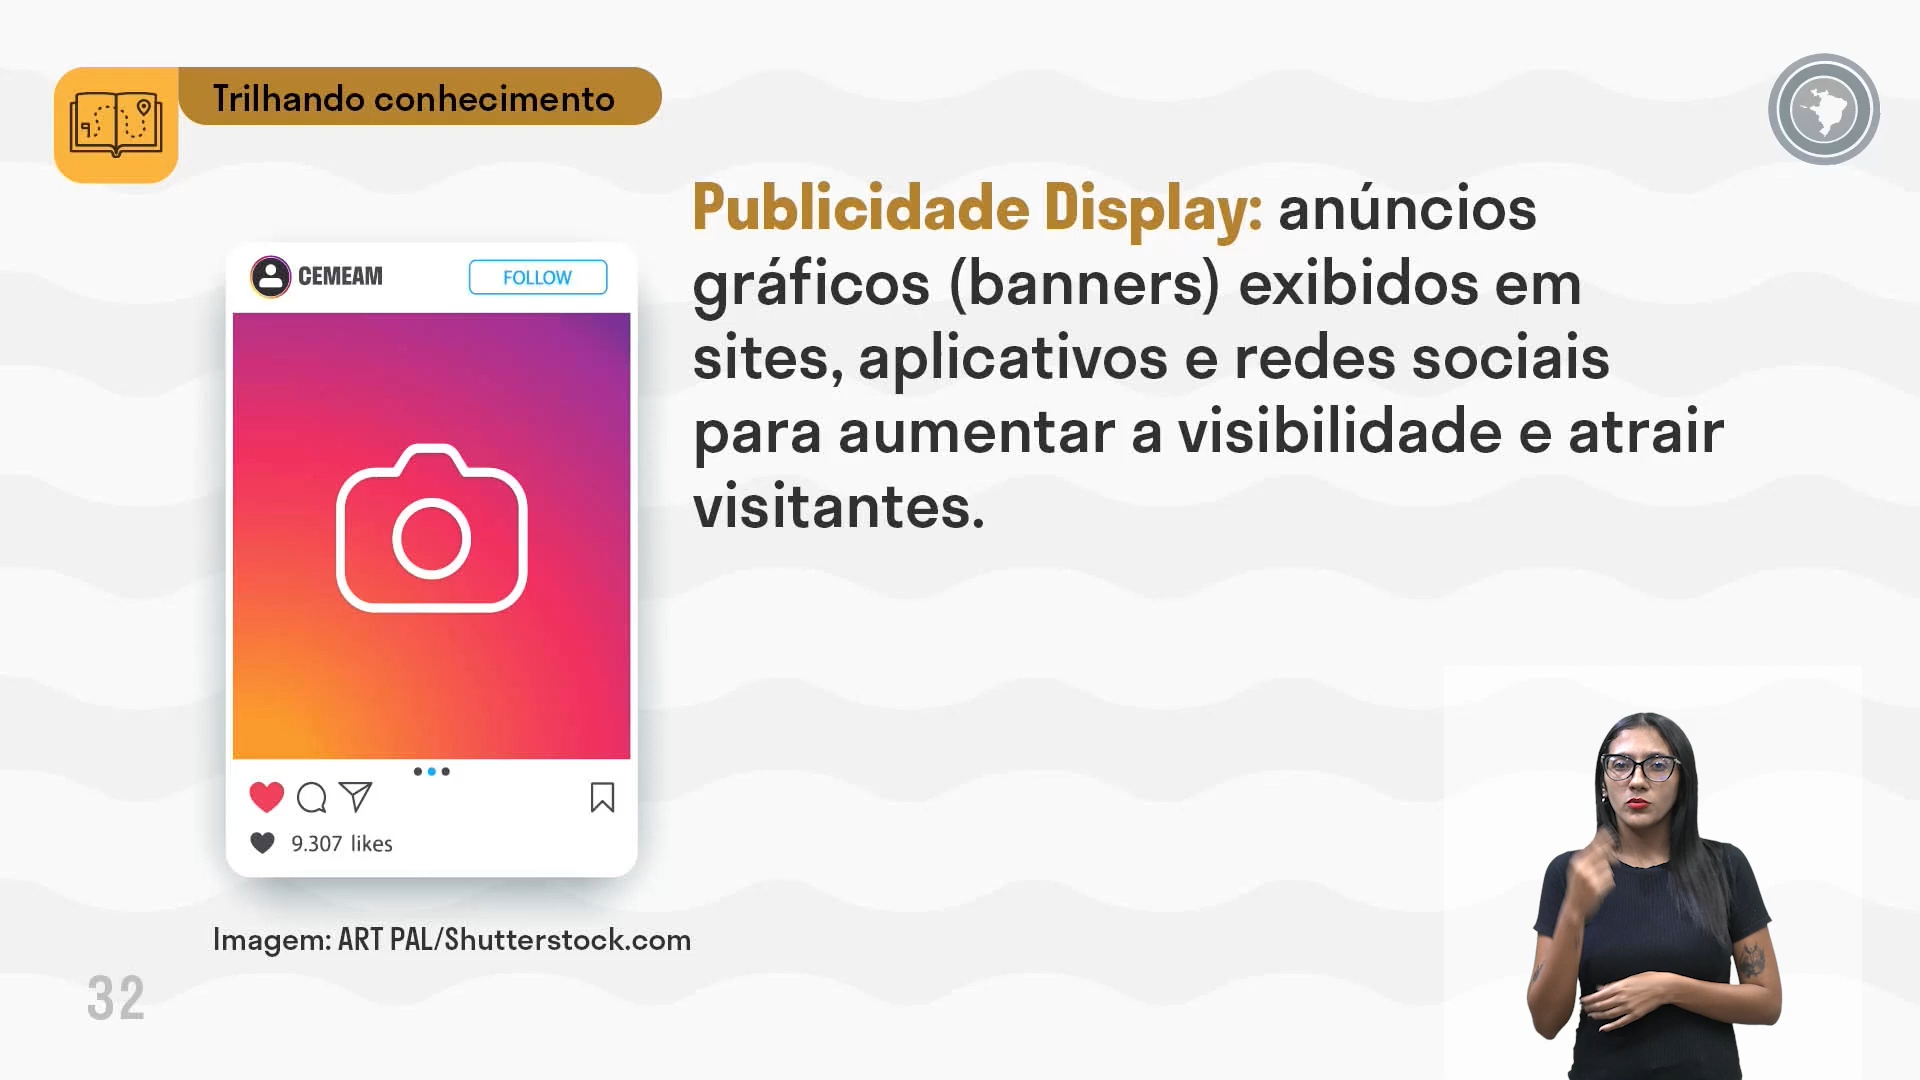 Trilhando conhecimento
Publicidade Display: anúncios
gráficos (banners) exibidos em
sites, aplicativos e redes sociais
para aumentar a visibilidade e atrair
visitantes.
CEMEAM
FOLLOW
9.307 likes
Imagem: ART PAL/Shutterstock.com
32